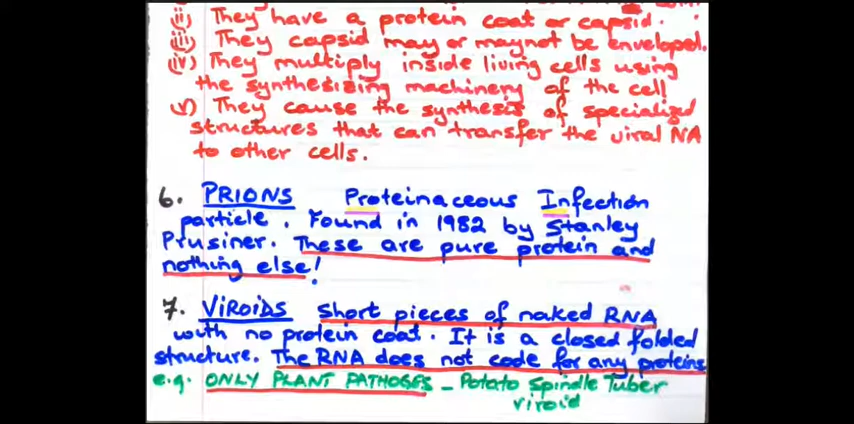 (ii) They have a protein coat or capsid.
(iii) They capsid may or maynot be enveloped.
(iv) They multiply inside living cells using
the synthesizing machinery of the cell
v) They cause the synthesis of specialized
structures that can transfer the viral NA
to other cells.
6. PRIONS Proteinaceous Infection
particle. Found in 1982 by Stanley
Prusiner. These are pure protein and
nothing else!
7. VIROIDS Short pieces of naked RNA
with no protein coat. It is a closed folded
structure. The RNA does not code for any proteins
e.g. ONLY PLANT PATHOGES - Potato Spindle Tuber
viroid